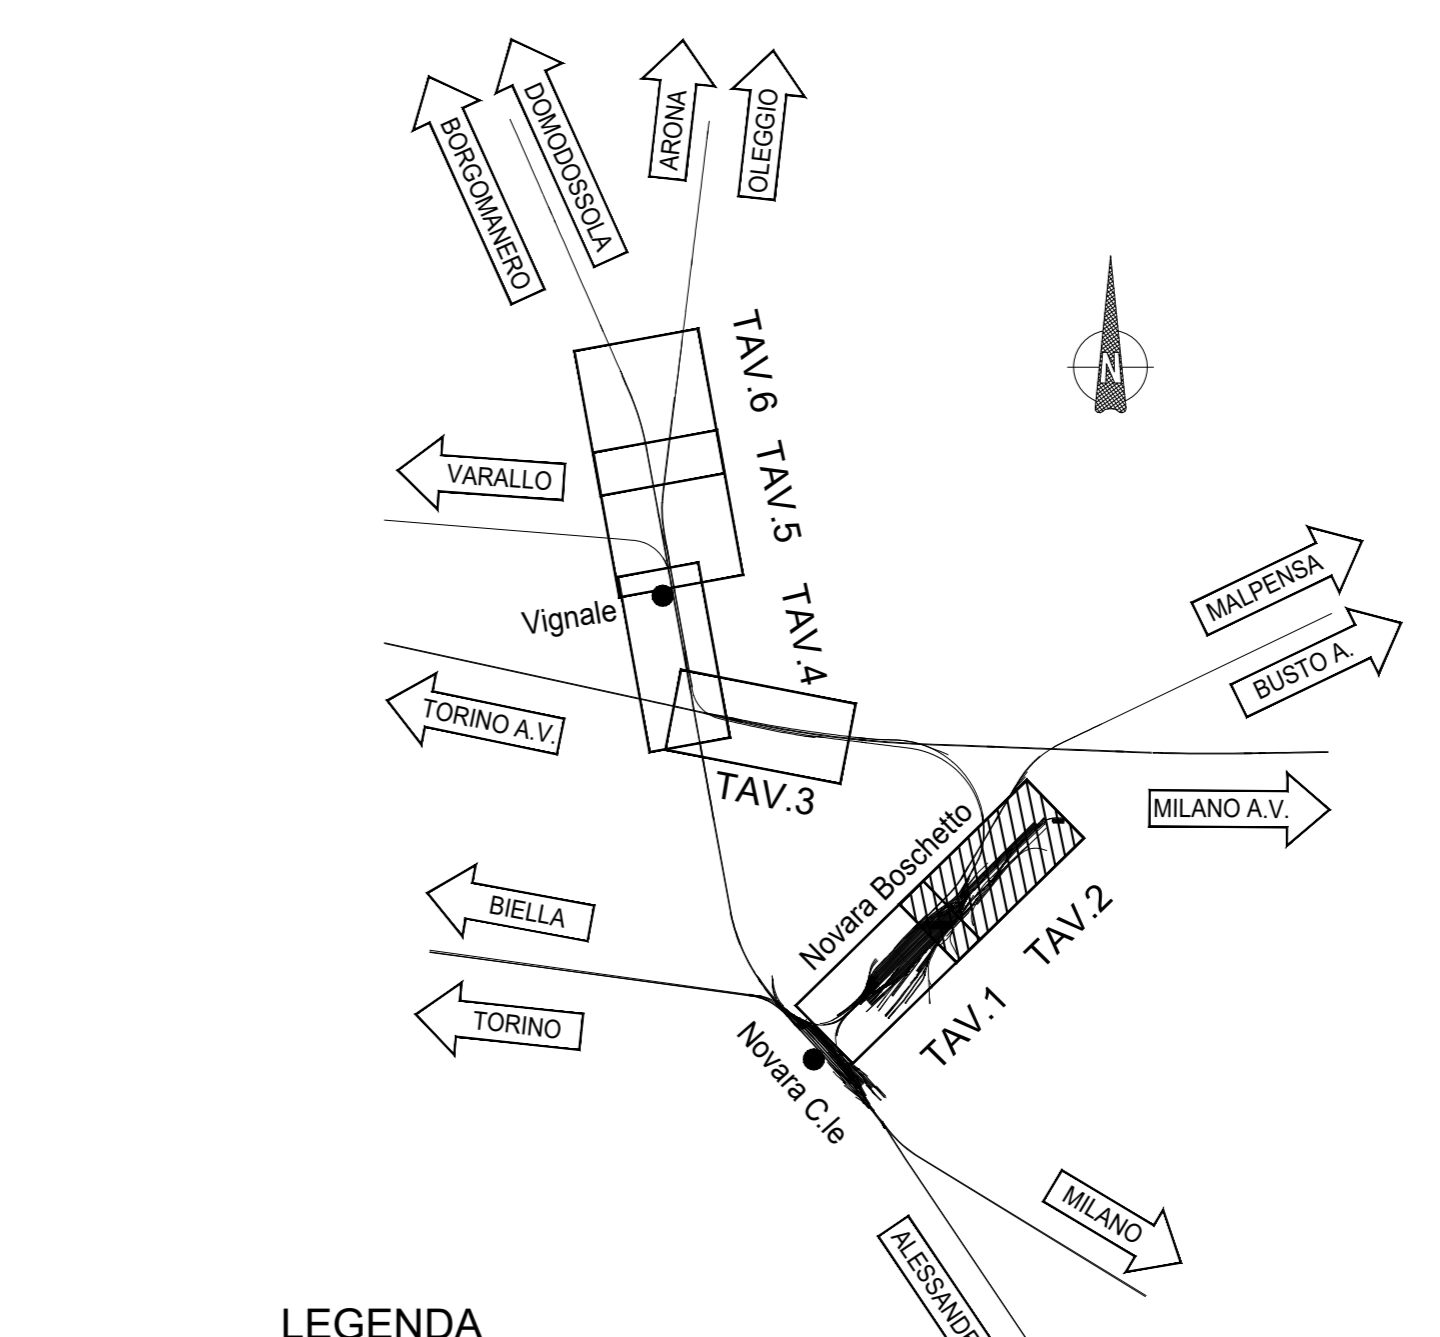 BORGOMANERO
DOMODOSSOLA
ARONA
OLEGGIO
TAV.6
N
VARALLO
TAV.5
MALPENSA
Vignale
TAV.4
BUSTO A.
TORINO A.V.
TAV.3
MILANO A.V.
Novara Boschetto
BIELLA
TAV.2
TORINO
TAV.1
Novara C.le
MILANO
LEGENDA